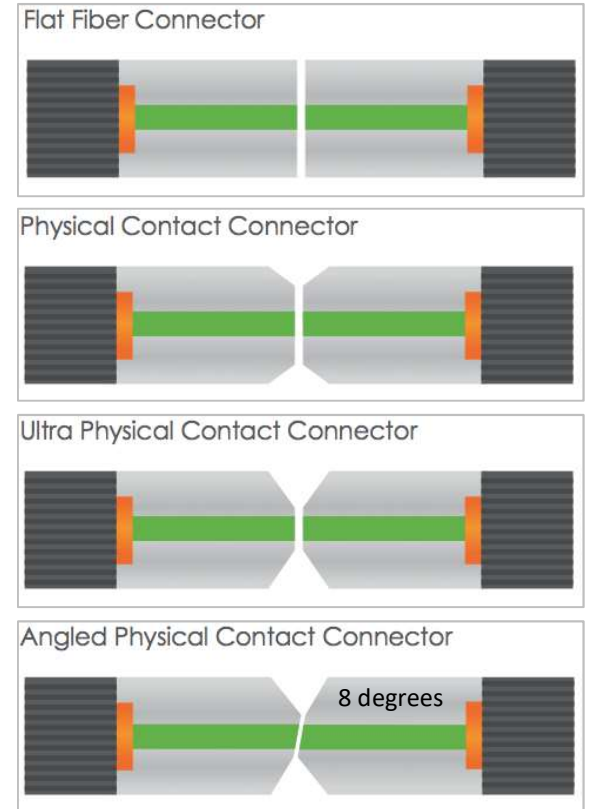 Flat Fiber Connector
Physical Contact Connector
Ultra Physical Contact Connector
Angled Physical Contact Connector
8 degrees